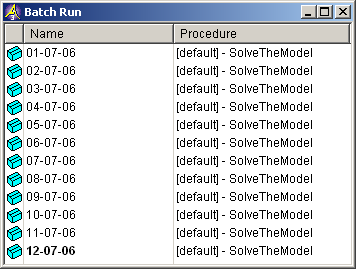 Batch Run
Name Procedure
01-07-06 [default] - SolveTheModel
02-07-06 [default] - SolveTheModel
03-07-06 [default] - SolveTheModel
04-07-06 [default] - SolveTheModel
05-07-06 [default] - SolveTheModel
06-07-06 [default] - SolveTheModel
07-07-06 [default] - SolveTheModel
08-07-06 [default] - SolveTheModel
09-07-06 [default] - SolveTheModel
10-07-06 [default] - SolveTheModel
11-07-06 [default] - SolveTheModel
12-07-06 [default] - SolveTheModel